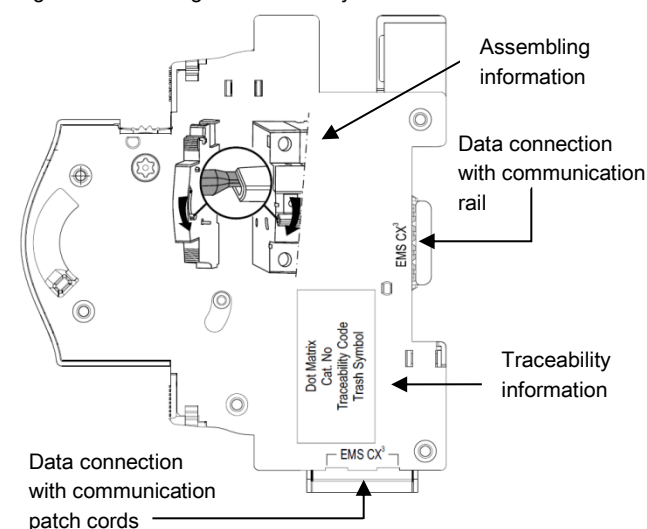 Assembling
information
Data connection
with communication
rail
EMS CX³
Dot Matrix
Cat. No
Traceability Code
Trash Symbol
Traceability
information
EMS CX³
Data connection
with communication
patch cords